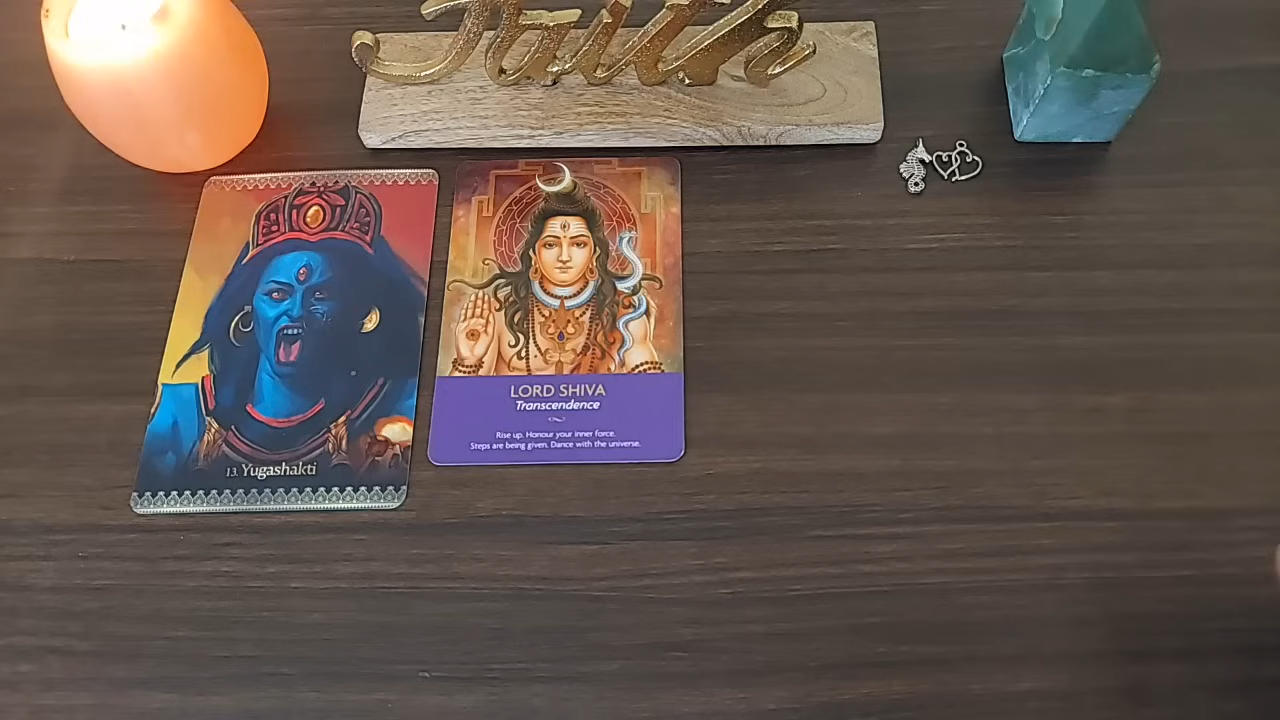 Faith
13. Yugashakti
LORD SHIVA
Transcendence
Rise up. Honour your inner force.
Steps are being given. Dance with the universe.